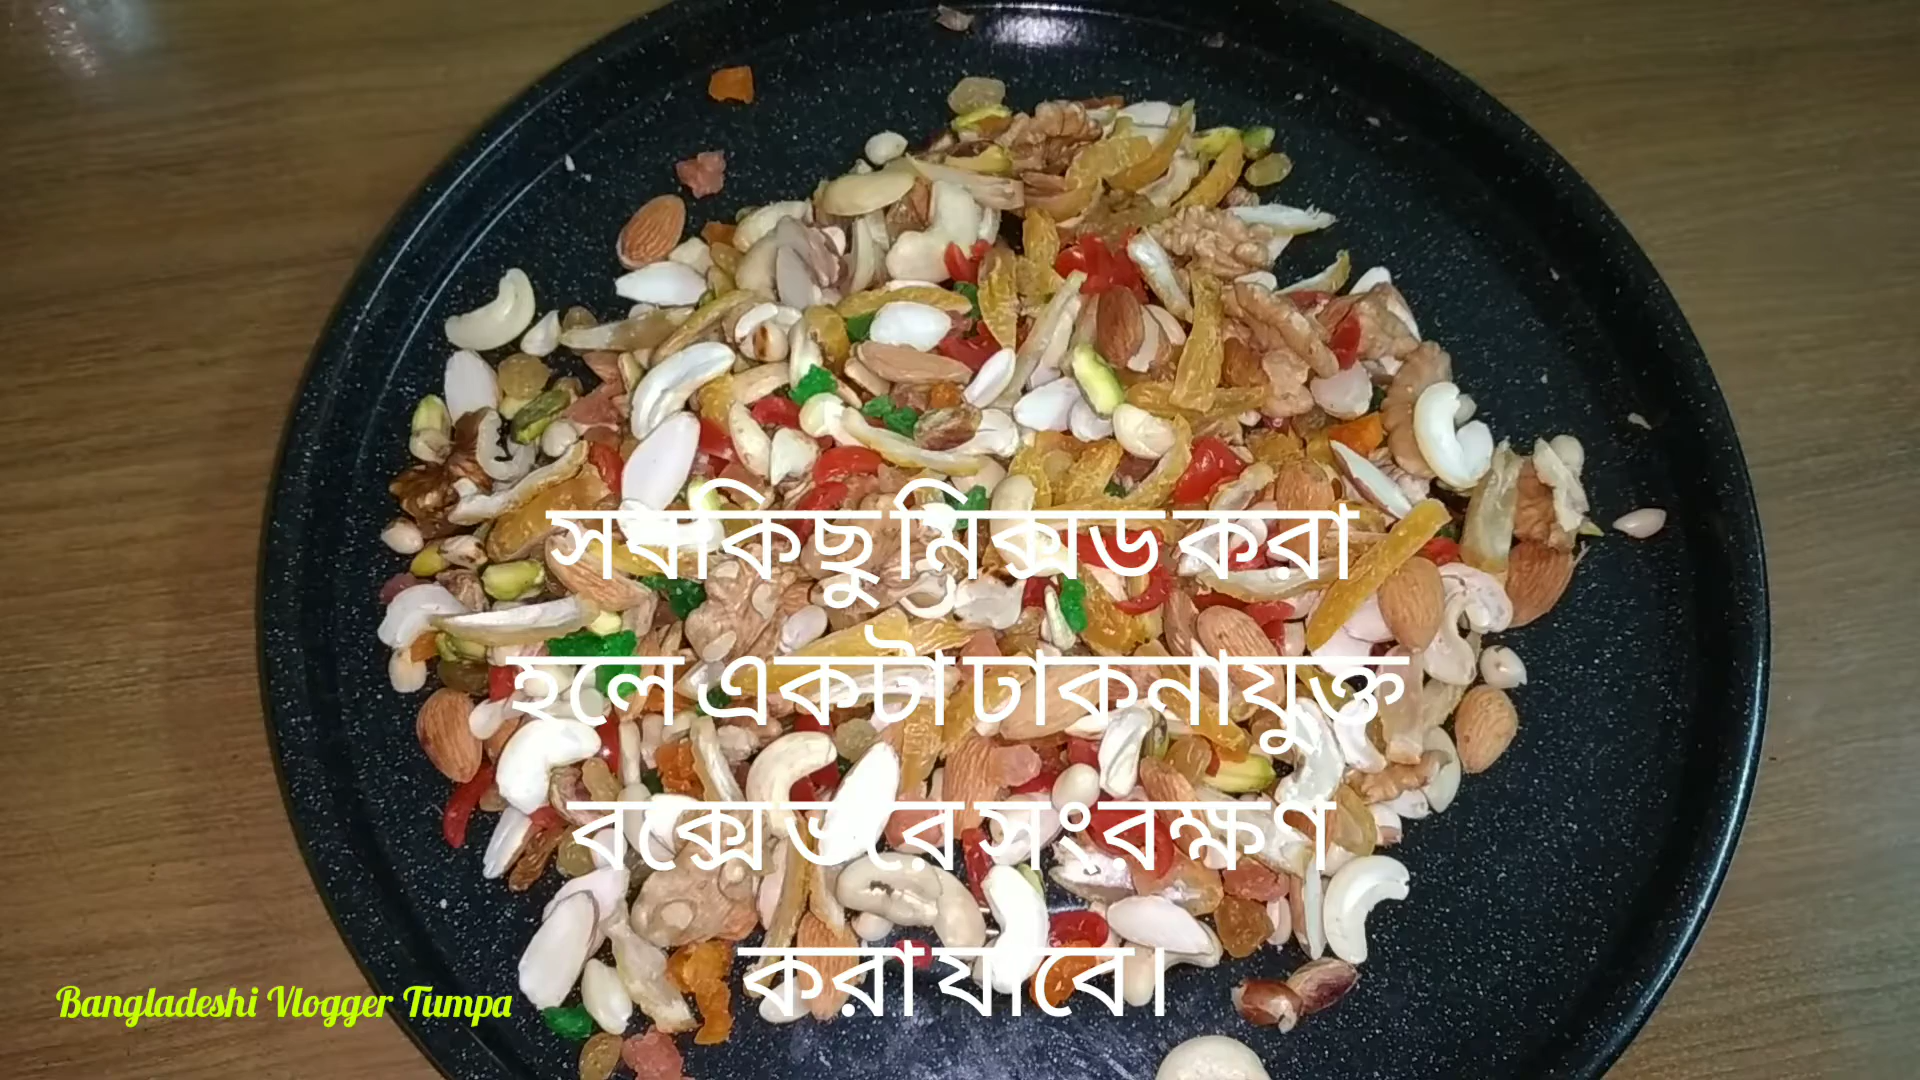 সবকিছু মিক্সড করা
হলে একটা ঢাকনাযুক্ত
বক্সে ভরে সংরক্ষণ
করা যাবে।
Bangladeshi Vlogger Tumpa